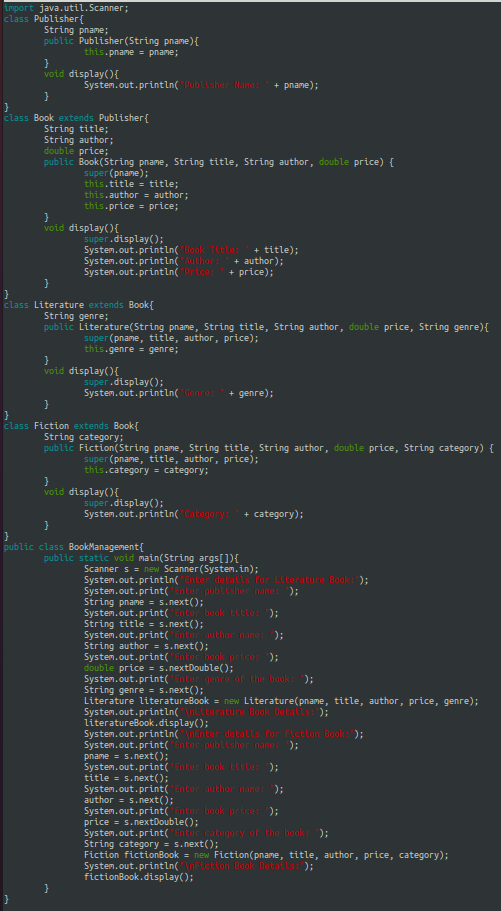 import java.util.Scanner;
class Publisher{
        String pname;
        public Publisher(String pname){
                this.pname = pname;
        }
        void display(){
                System.out.println("Publisher Name: " + pname);
        }
}
class Book extends Publisher{
        String title;
        String author;
        double price;
        public Book(String pname, String title, String author, double price) {
                super(pname);
                this.title = title;
                this.author = author;
                this.price = price;
        }
        void display(){
                super.display();
                System.out.println("Book Title: " + title);
                System.out.println("Author: " + author);
                System.out.println("Price: " + price);
        }
}
class Literature extends Book{
        String genre;
        public Literature(String pname, String title, String author, double price, String genre){
                super(pname, title, author, price);
                this.genre = genre;
        }
        void display(){
                super.display();
                System.out.println("Genre: " + genre);
        }
}
class Fiction extends Book{
        String category;
        public Fiction(String pname, String title, String author, double price, String category) {
                super(pname, title, author, price);
                this.category = category;
        }
        void display(){
                super.display();
                System.out.println("Category: " + category);
        }
}
public class BookManagement{
        public static void main(String args[]){
                Scanner s = new Scanner(System.in);
                System.out.println("Enter details for Literature Book:");
                System.out.print("Enter publisher name: ");
                String pname = s.next();
                System.out.print("Enter book title: ");
                String title = s.next();
                System.out.print("Enter author name: ");
                String author = s.next();
                System.out.print("Enter book price: ");
                double price = s.nextDouble();
                System.out.print("Enter genre of the book: ");
                String genre = s.next();
                Literature literatureBook = new Literature(pname, title, author, price, genre);
                System.out.println("\nLiterature Book Details:");
                literatureBook.display();
                System.out.println("\nEnter details for Fiction Book:");
                System.out.print("Enter publisher name: ");
                pname = s.next();
                System.out.print("Enter book title: ");
                title = s.next();
                System.out.print("Enter author name: ");
                author = s.next();
                System.out.print("Enter book price: ");
                price = s.nextDouble();
                System.out.print("Enter category of the book: ");
                String category = s.next();
                Fiction fictionBook = new Fiction(pname, title, author, price, category);
                System.out.println("\nFiction Book Details:");
                fictionBook.display();
        }
}